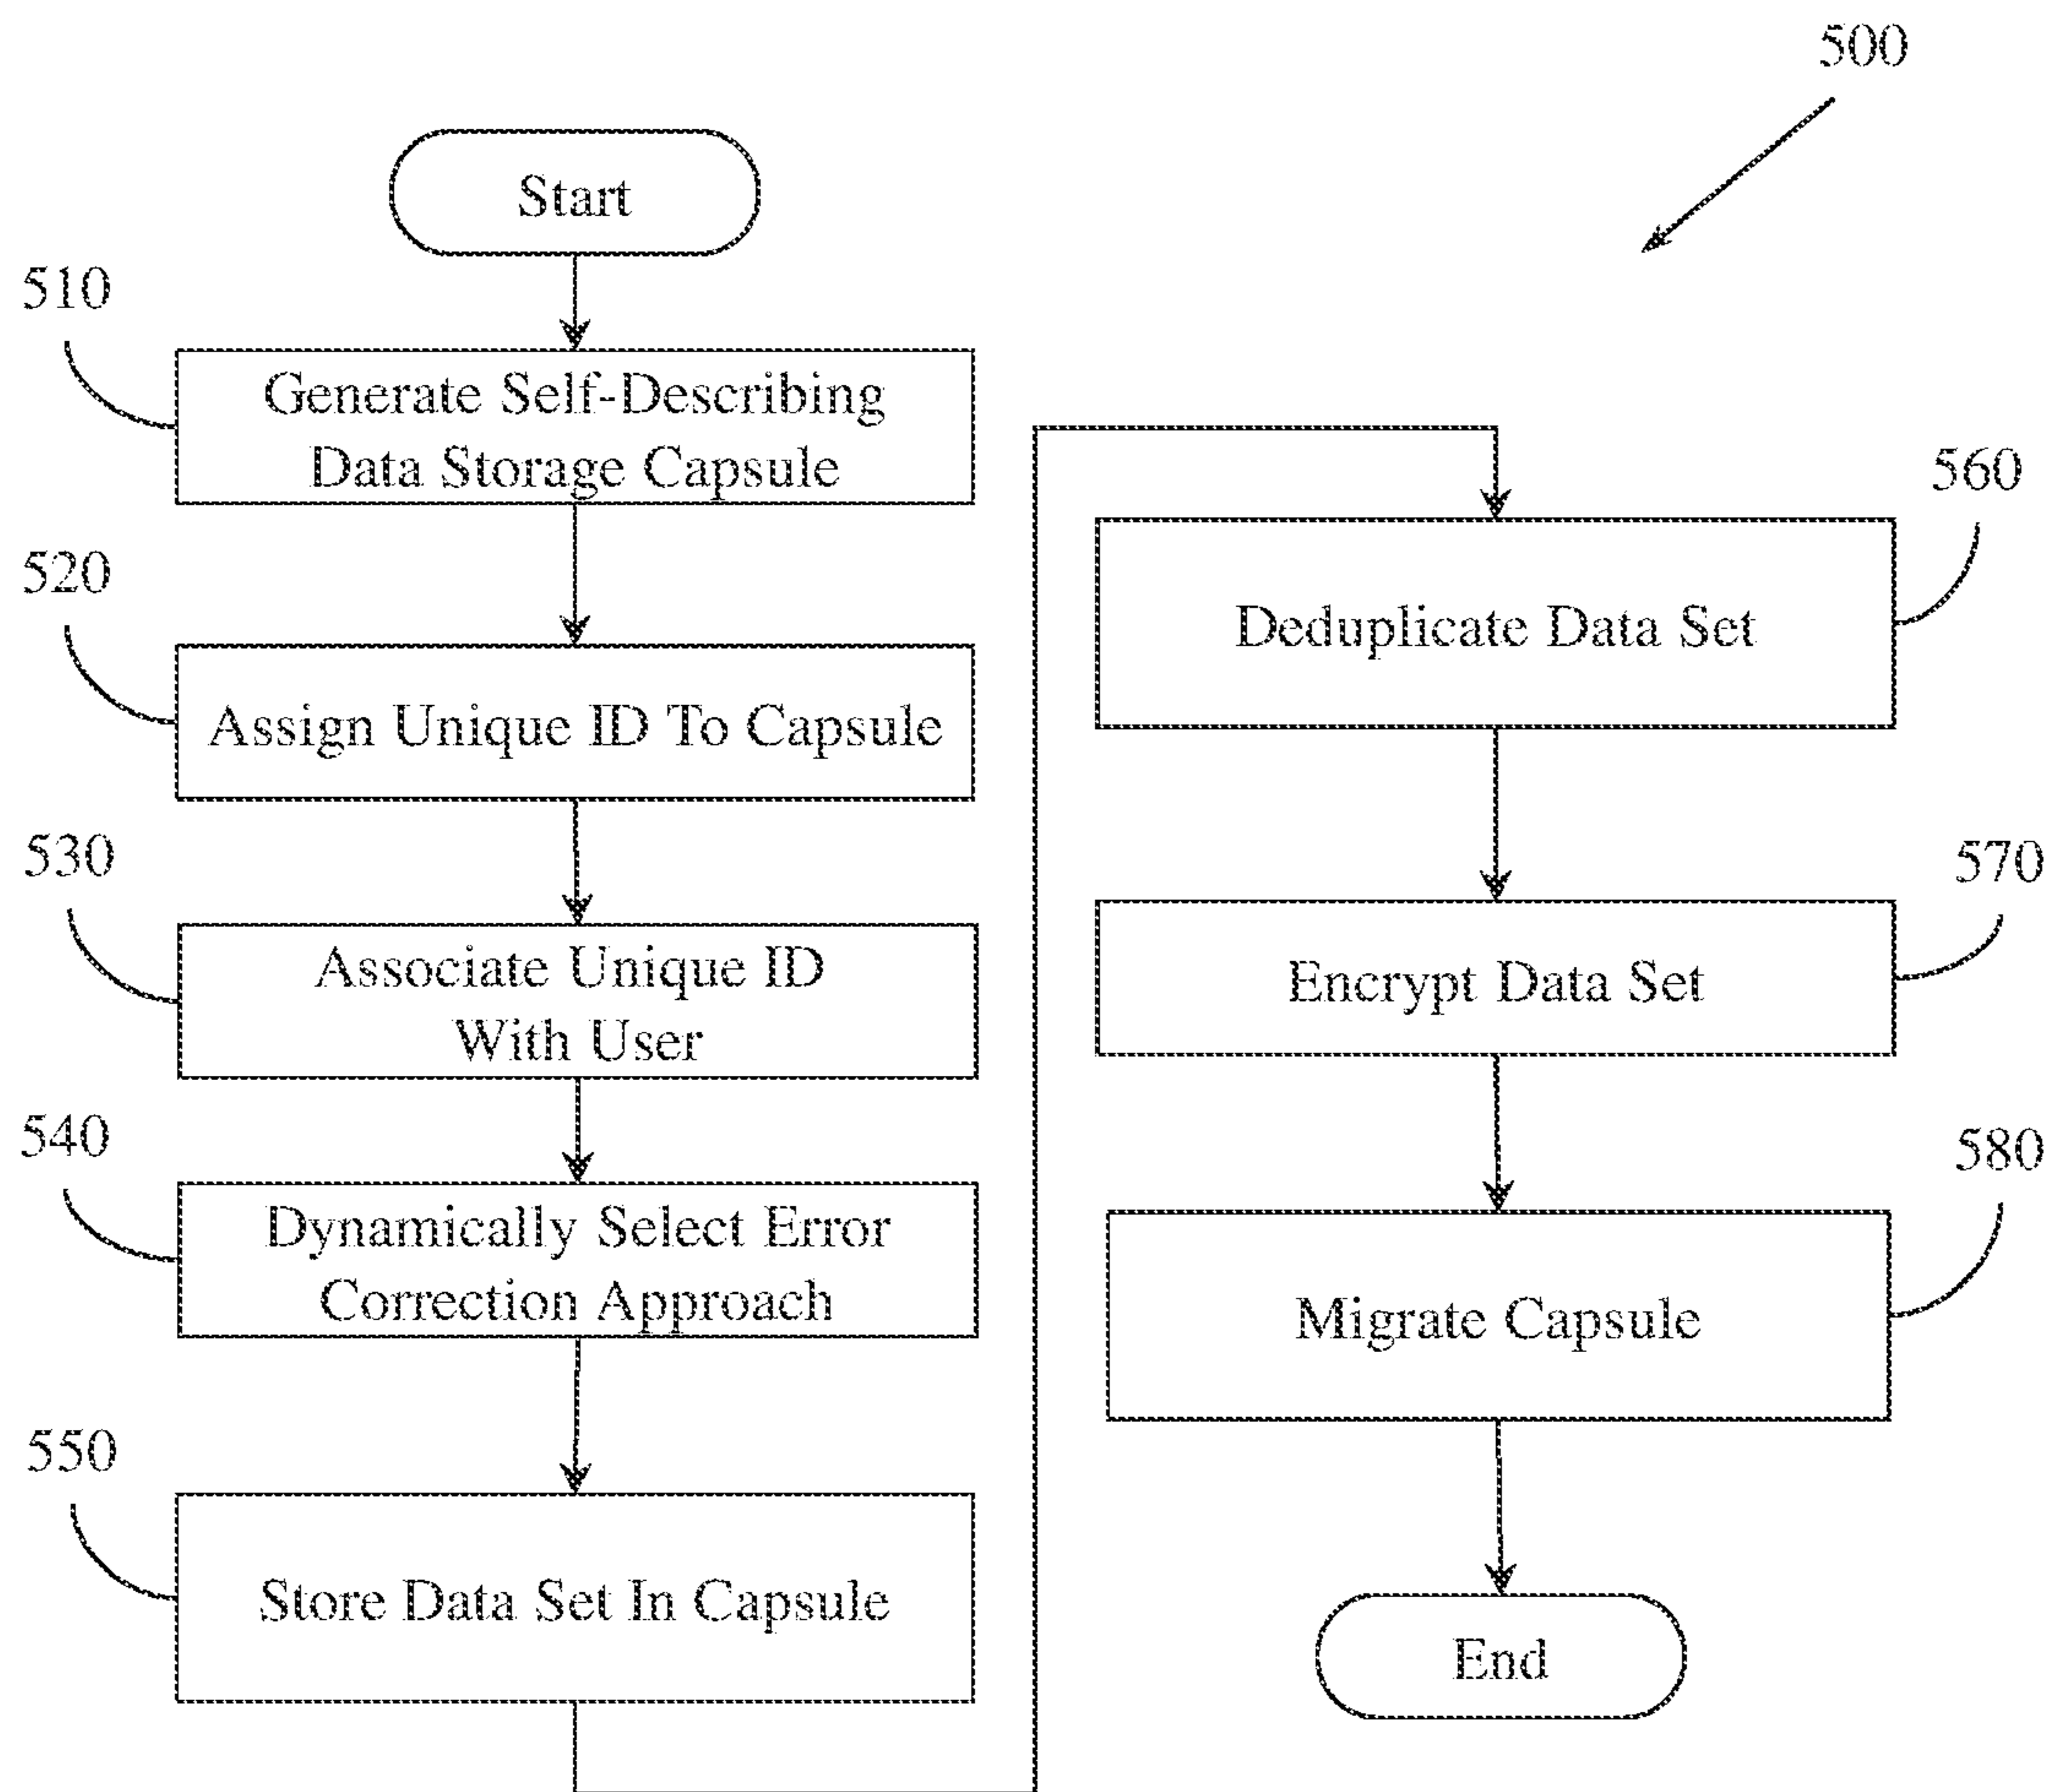 500
Start
510
Generate Self-Describing
Data Storage Capsule
520
Assign Unique ID To Capsule
530
Associate Unique ID
With User
540
Dynamically Select Error
Correction Approach
550
Store Data Set In Capsule
560
Deduplicate Data Set
570
Encrypt Data Set
580
Migrate Capsule
End